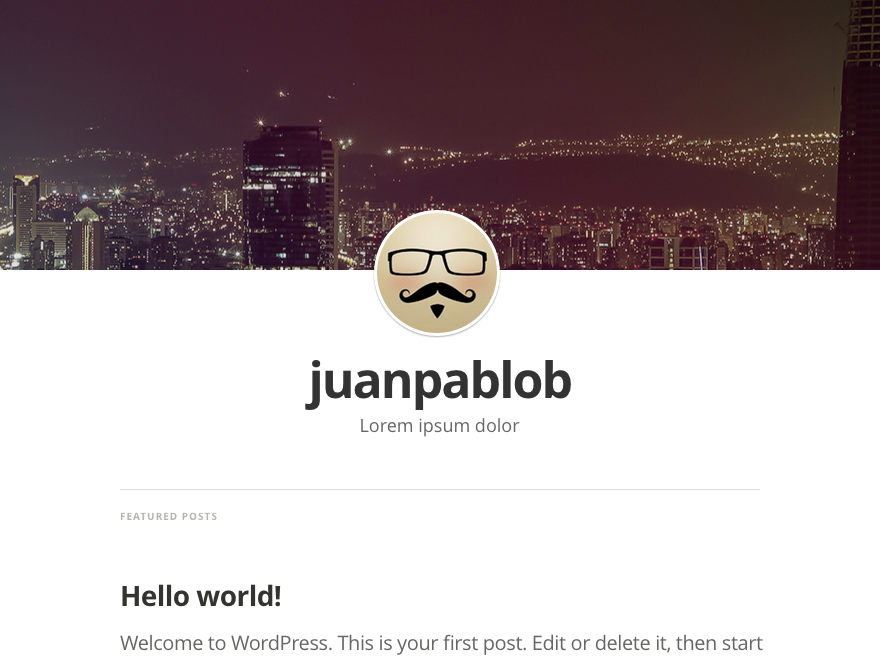 juanpablob
Lorem ipsum dolor
FEATURED POSTS
Hello world!
Welcome to WordPress. This is your first post. Edit or delete it, then start